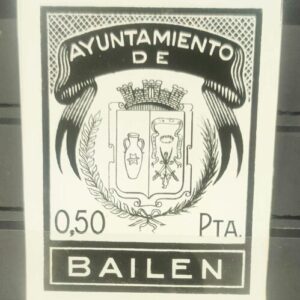 AYUNTAMIENTO
DE
0,50 PTA.
BAILEN